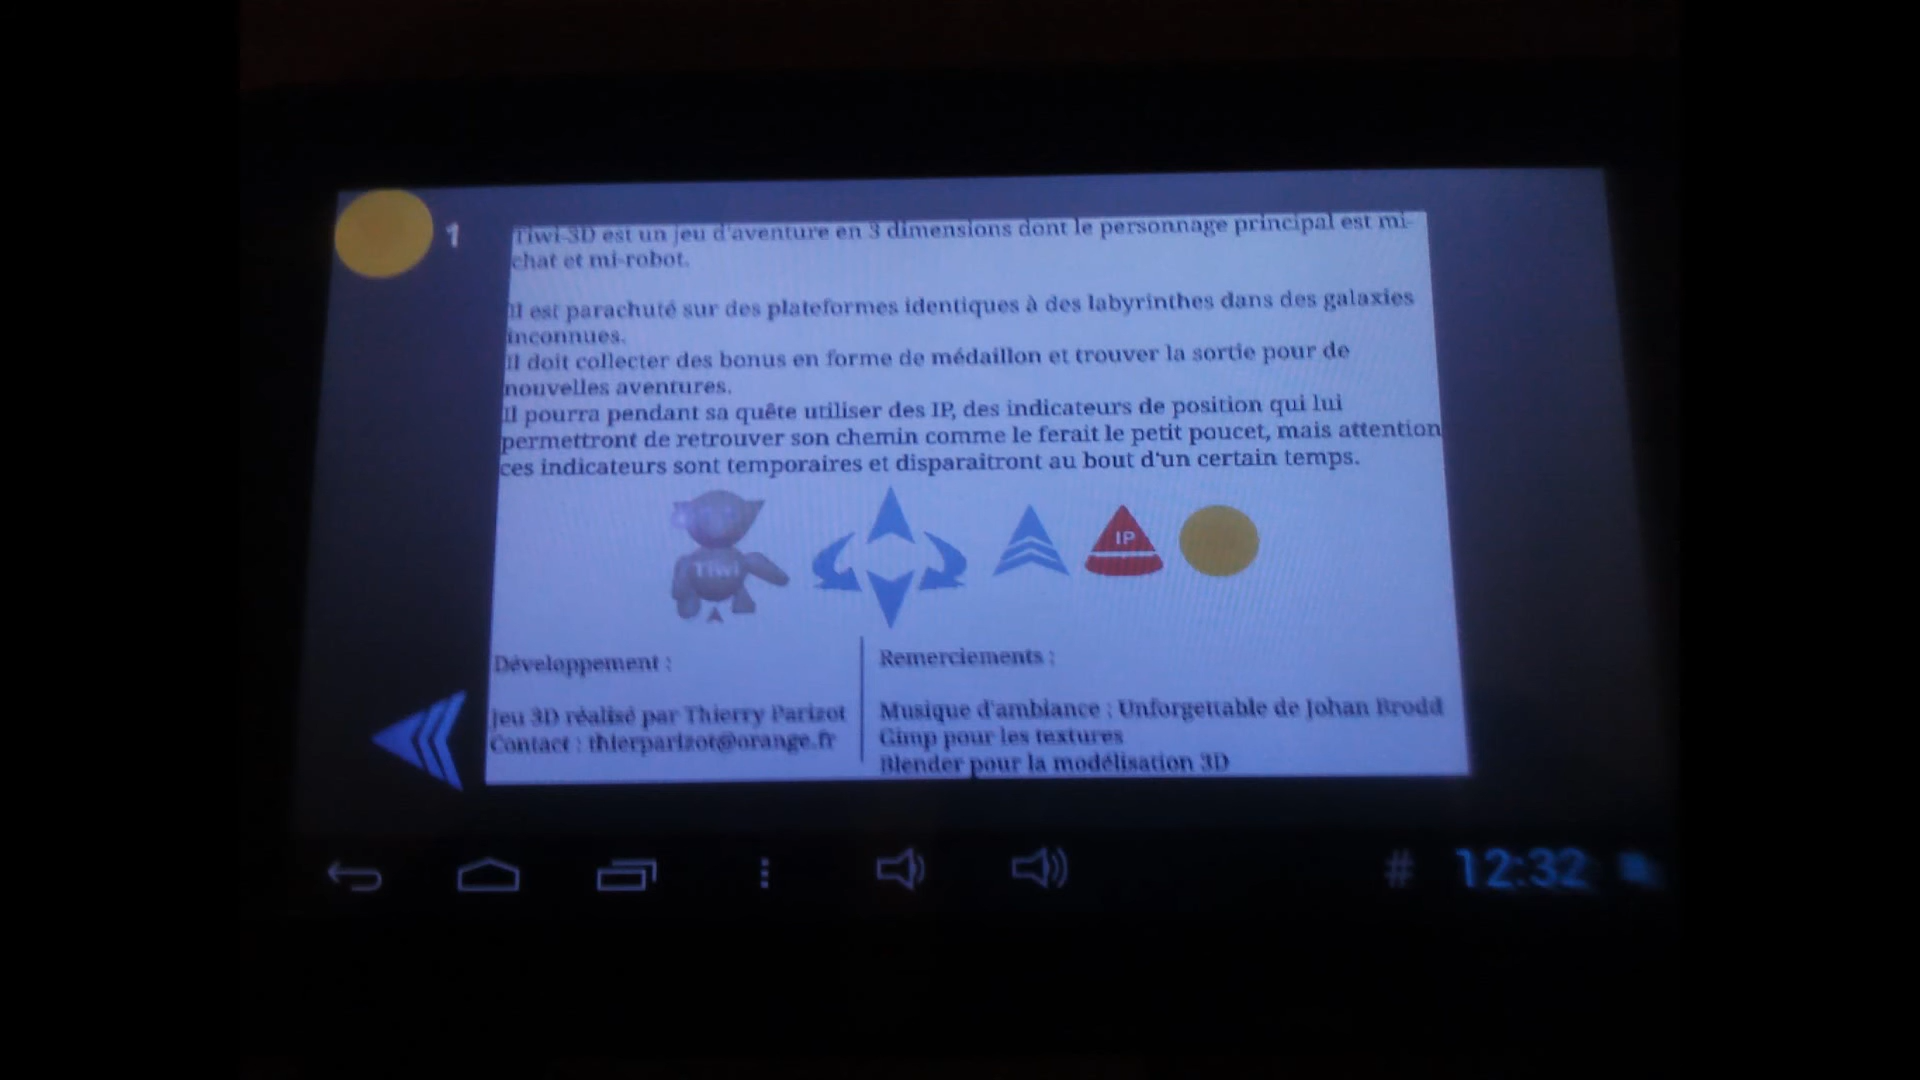 1
Tiwi-3D est un jeu d'aventure en 3 dimensions dont le personnage principal est mi-
chat et mi-robot.
Il est parachuté sur des plateformes identiques à des labyrinthes dans des galaxies
inconnues.
Il doit collecter des bonus en forme de médaillon et trouver la sortie pour de
nouvelles aventures.
Il pourra pendant sa quête utiliser des IP, des indicateurs de position qui lui
permettront de retrouver son chemin comme le ferait le petit poucet, mais attention
ces indicateurs sont temporaires et disparaitront au bout d'un certain temps.
Tiwi
IP
Développement :
Jeu 3D réalisé par Thierry Parizot
Contact : thierparizot@orange.fr
Remerciements :
Musique d'ambiance : Unforgettable de Johan Brodd
Gimp pour les textures
Blender pour la modélisation 3D
# 12:32